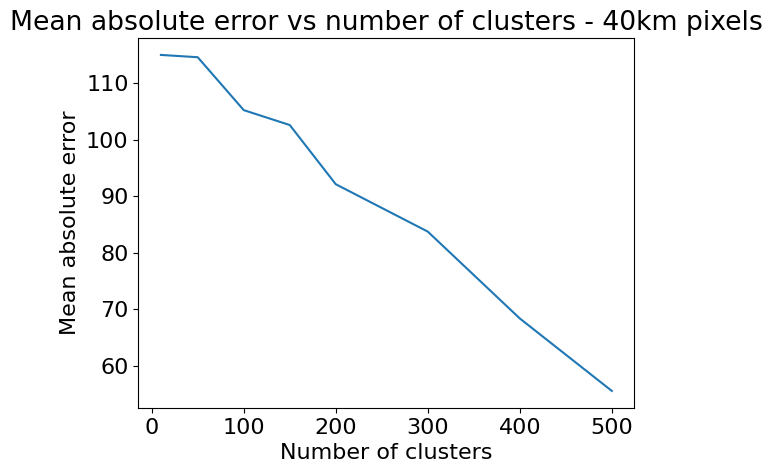 Mean absolute error vs number of clusters - 40km pixels
Mean absolute error
110
100
90
80
70
60
0 100 200 300 400 500
Number of clusters